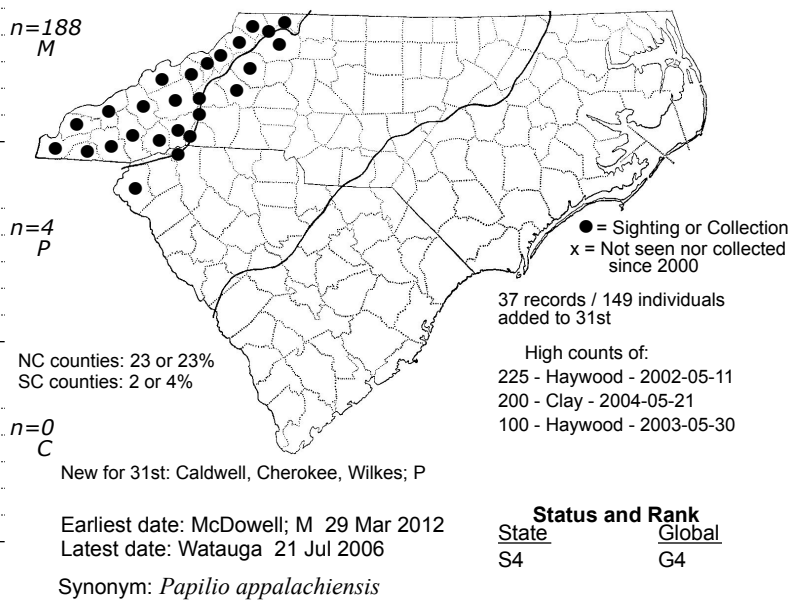 n=188
M
n=4
P
● = Sighting or Collection
x = Not seen nor collected
since 2000
37 records / 149 individuals
added to 31st
NC counties: 23 or 23%
SC counties: 2 or 4%
High counts of:
225 - Haywood - 2002-05-11
200 - Clay - 2004-05-21
100 - Haywood - 2003-05-30
n=0
C
New for 31st: Caldwell, Cherokee, Wilkes; P
Earliest date: McDowell; M 29 Mar 2012
Latest date: Watauga 21 Jul 2006
Status and Rank
State Global
S4 G4
Synonym: Papilio appalachiensis